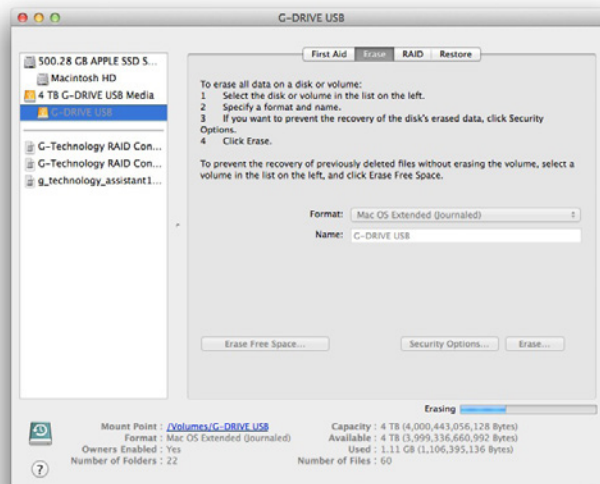 G-DRIVE USB
First Aid Erase RAID Restore
500.28 GB APPLE SSD S...
Macintosh HD
4 TB G-DRIVE USB Media
G-DRIVE USB
G-Technology RAID Con...
G-Technology RAID Con...
g_technology_assistant1...
To erase all data on a disk or volume:
1 Select the disk or volume in the list on the left.
2 Specify a format and name.
3 If you want to prevent the recovery of the disk's erased data, click Security
Options.
4 Click Erase.
To prevent the recovery of previously deleted files without erasing the volume, select a
volume in the list on the left, and click Erase Free Space.
Format: Mac OS Extended (Journaled)
Name: G-DRIVE USB
Erase Free Space... Security Options... Erase...
Erasing
Mount Point : /Volumes/G-DRIVE USB
Format : Mac OS Extended (Journaled)
Owners Enabled : Yes
Number of Folders : 22
Capacity : 4 TB (4,000,443,056,128 Bytes)
Available : 4 TB (3,999,336,660,992 Bytes)
Used : 1.11 GB (1,106,395,136 Bytes)
Number of Files : 60
?